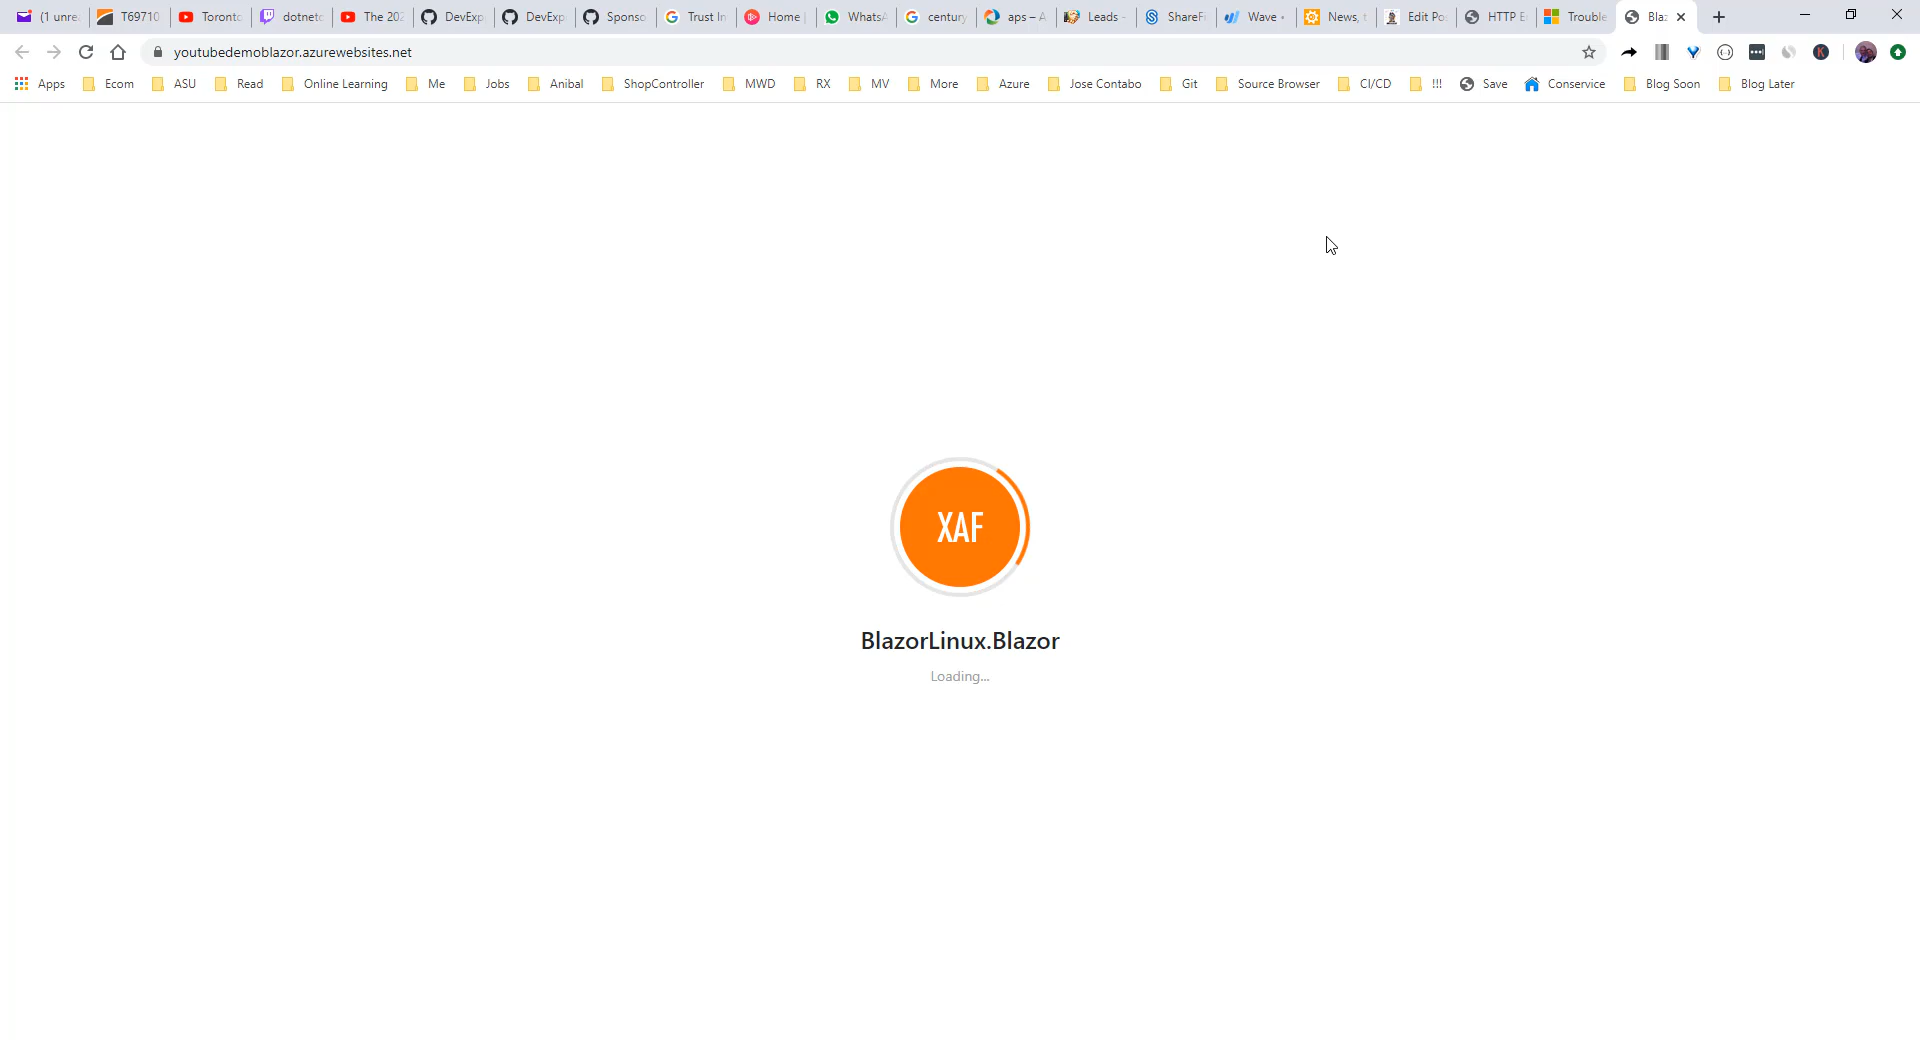 (1 unre T69710 Toronto dotnetc The 202 DevExp DevExp Sponso Trust In Home WhatsA century aps – A Leads - ShareFi Wave - News, t Edit Po HTTP E Trouble Blaz
youtubedemoblazor.azurewebsites.net
Apps Ecom ASU Read Online Learning Me Jobs Anibal ShopController MWD RX MV More Azure Jose Contabo Git Source Browser CI/CD !!! Save Conservice Blog Soon Blog Later
XAF
BlazorLinux.Blazor
Loading...